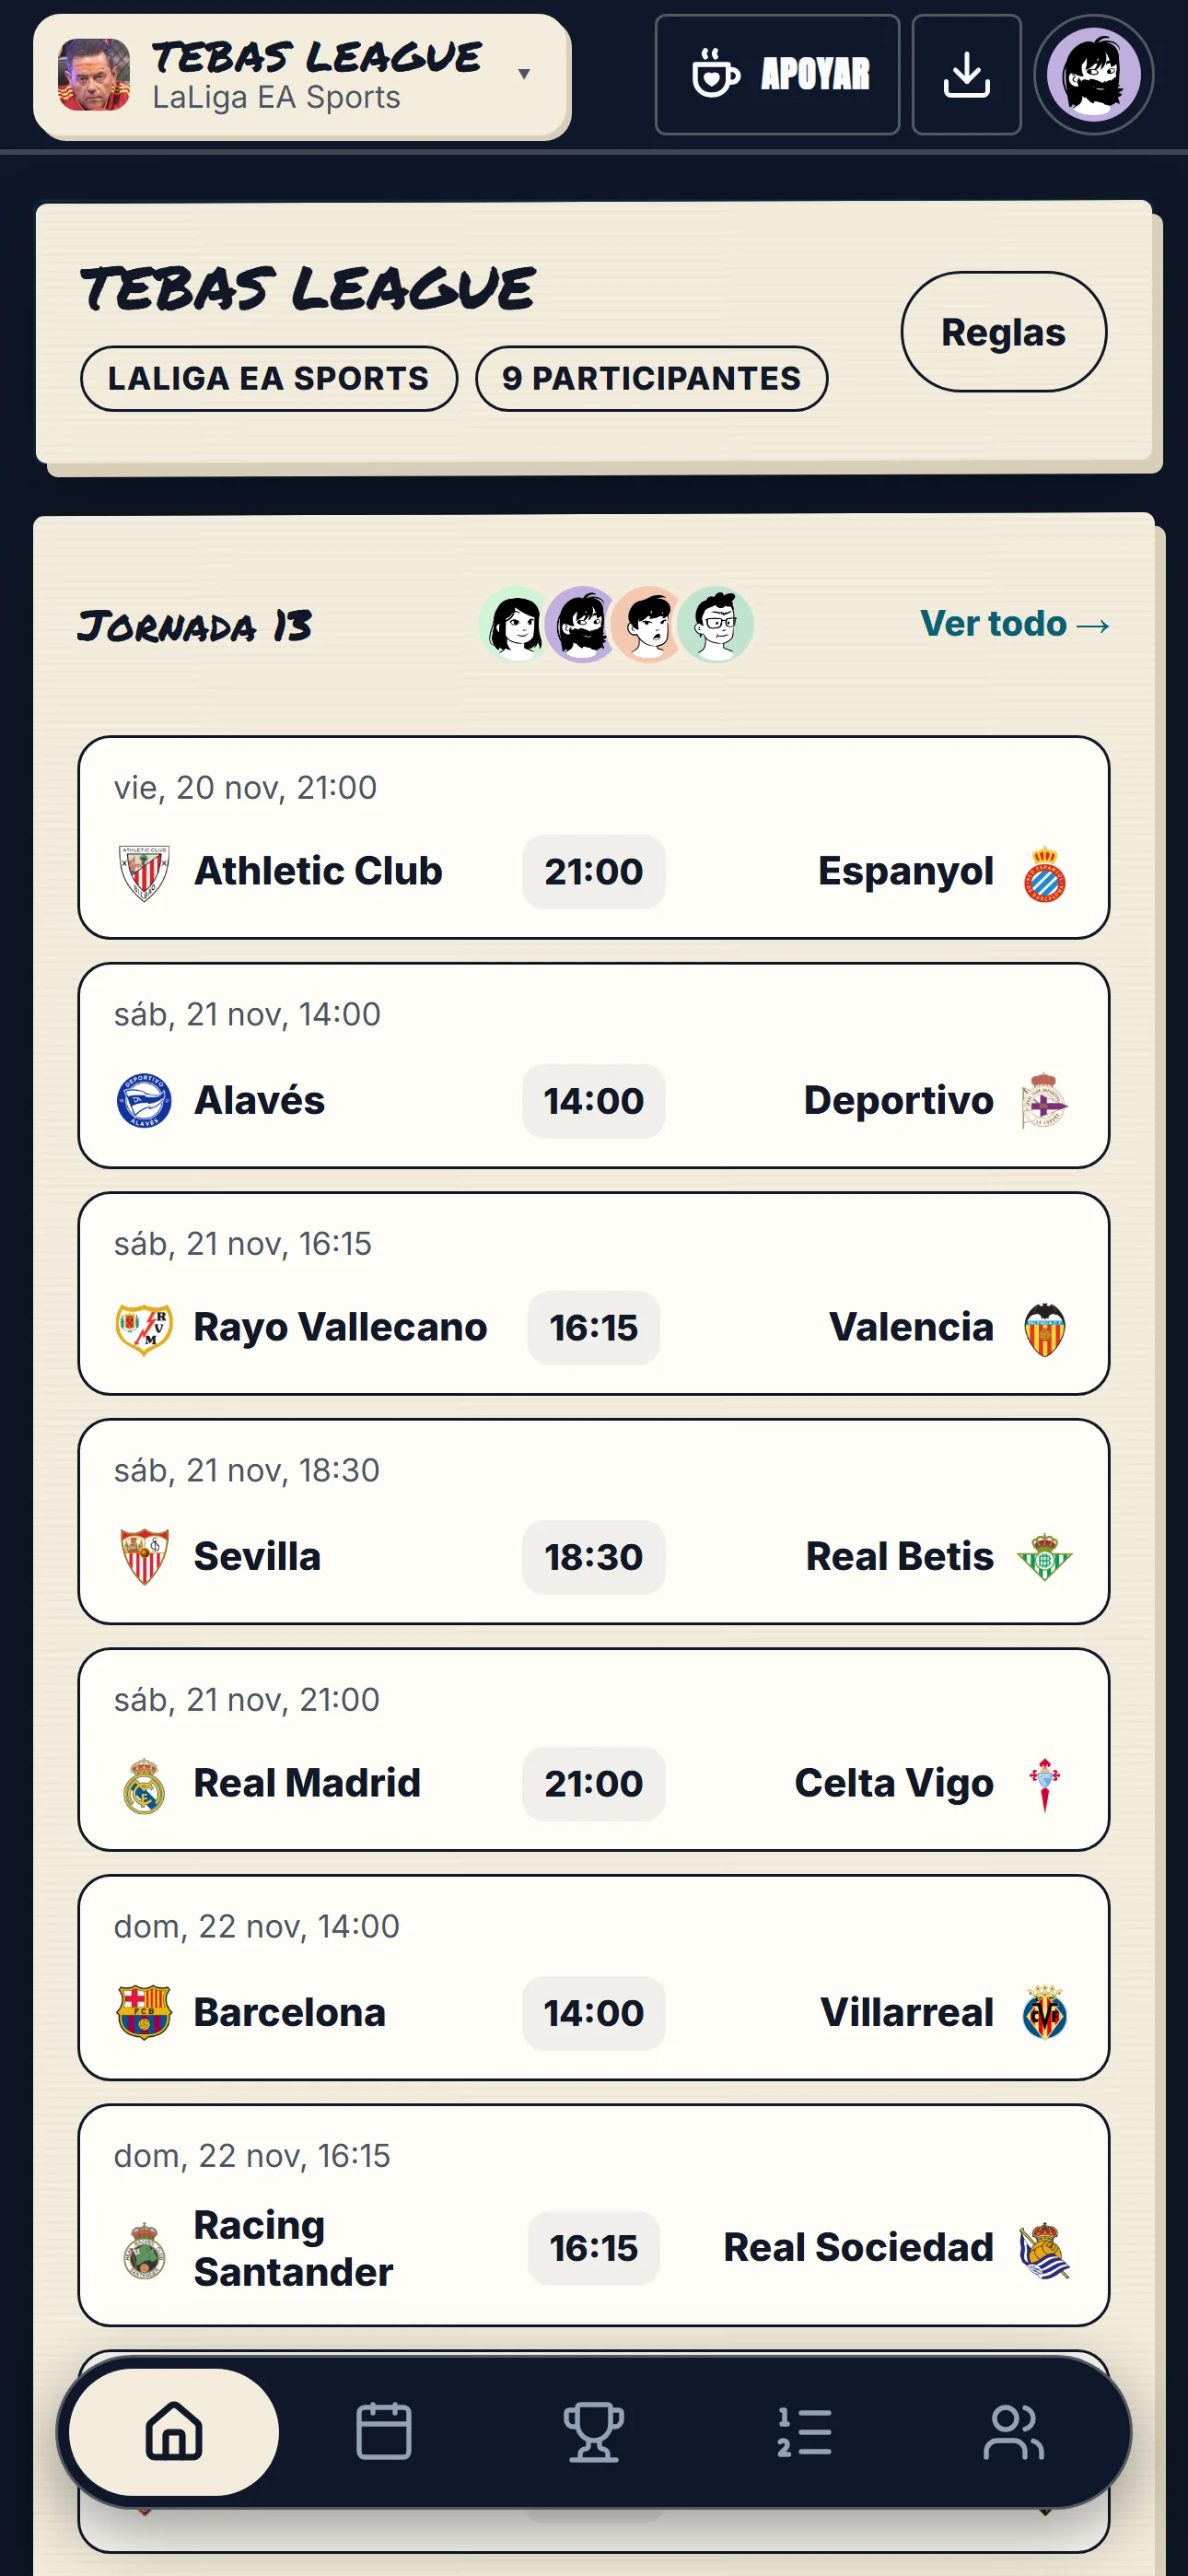 TEBAS LEAGUE
LaLiga EA Sports
▼
APOYAR
TEBAS LEAGUE
LALIGA EA SPORTS
9 PARTICIPANTES
Reglas
JORNADA 13
Ver todo →
vie, 20 nov, 21:00
Athletic Club 21:00 Espanyol
sáb, 21 nov, 14:00
Alavés 14:00 Deportivo
sáb, 21 nov, 16:15
Rayo Vallecano 16:15 Valencia
sáb, 21 nov, 18:30
Sevilla 18:30 Real Betis
sáb, 21 nov, 21:00
Real Madrid 21:00 Celta Vigo
dom, 22 nov, 14:00
Barcelona 14:00 Villarreal
dom, 22 nov, 16:15
Racing
Santander 16:15 Real Sociedad